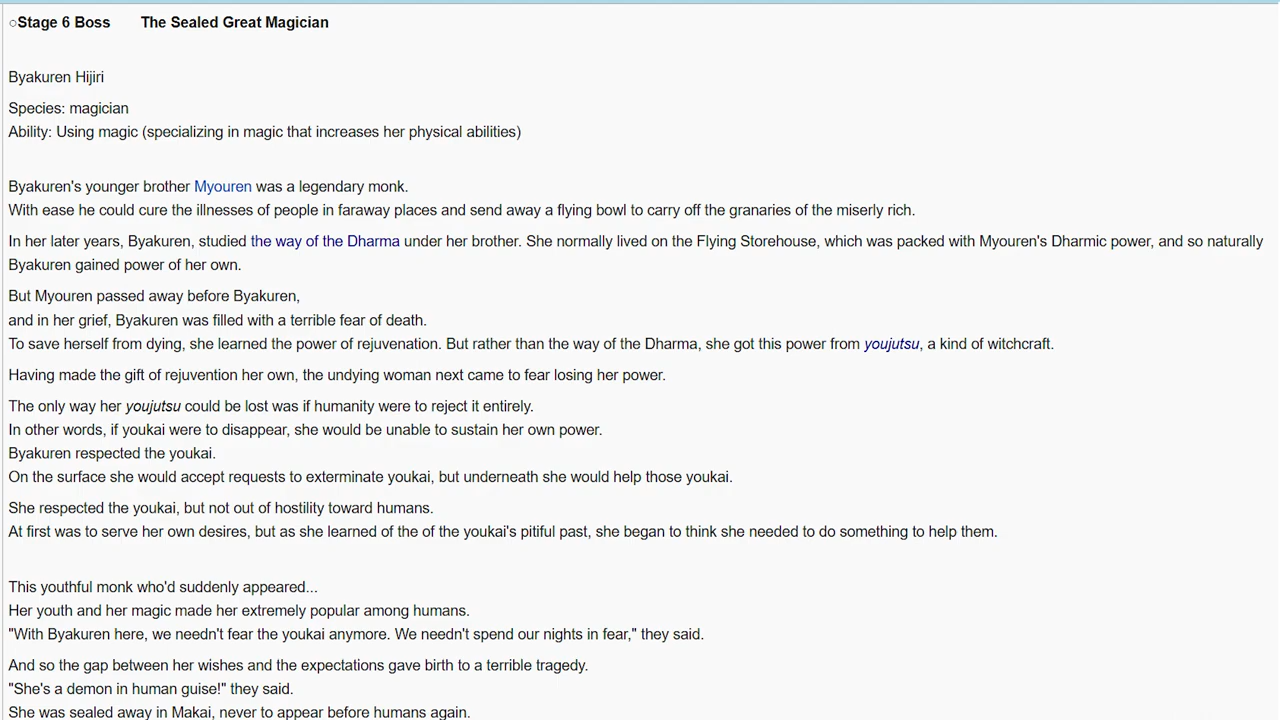 ○Stage 6 Boss The Sealed Great Magician
Byakuren Hijiri
Species: magician
Ability: Using magic (specializing in magic that increases her physical abilities)
Byakuren's younger brother Myouren was a legendary monk.
With ease he could cure the illnesses of people in faraway places and send away a flying bowl to carry off the granaries of the miserly rich.
In her later years, Byakuren, studied the way of the Dharma under her brother. She normally lived on the Flying Storehouse, which was packed with Myouren's Dharmic power, and so naturally
Byakuren gained power of her own.
But Myouren passed away before Byakuren,
and in her grief, Byakuren was filled with a terrible fear of death.
To save herself from dying, she learned the power of rejuvenation. But rather than the way of the Dharma, she got this power from youjutsu, a kind of witchcraft.
Having made the gift of rejuvention her own, the undying woman next came to fear losing her power.
The only way her youjutsu could be lost was if humanity were to reject it entirely.
In other words, if youkai were to disappear, she would be unable to sustain her own power.
Byakuren respected the youkai.
On the surface she would accept requests to exterminate youkai, but underneath she would help those youkai.
She respected the youkai, but not out of hostility toward humans.
At first was to serve her own desires, but as she learned of the of the youkai's pitiful past, she began to think she needed to do something to help them.
This youthful monk who'd suddenly appeared...
Her youth and her magic made her extremely popular among humans.
"With Byakuren here, we needn't fear the youkai anymore. We needn't spend our nights in fear," they said.
And so the gap between her wishes and the expectations gave birth to a terrible tragedy.
"She's a demon in human guise!" they said.
She was sealed away in Makai, never to appear before humans again.